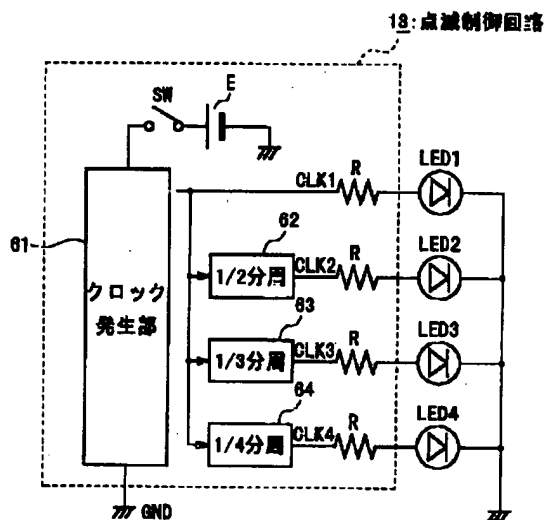 18:点滅制御回路
SW
E
LED1
CLK1
R
61
クロック
発生部
62
CLK2
R
LED2
1/2分周
63
CLK3
R
LED3
1/3分周
64
CLK4
R
LED4
1/4分周
GND